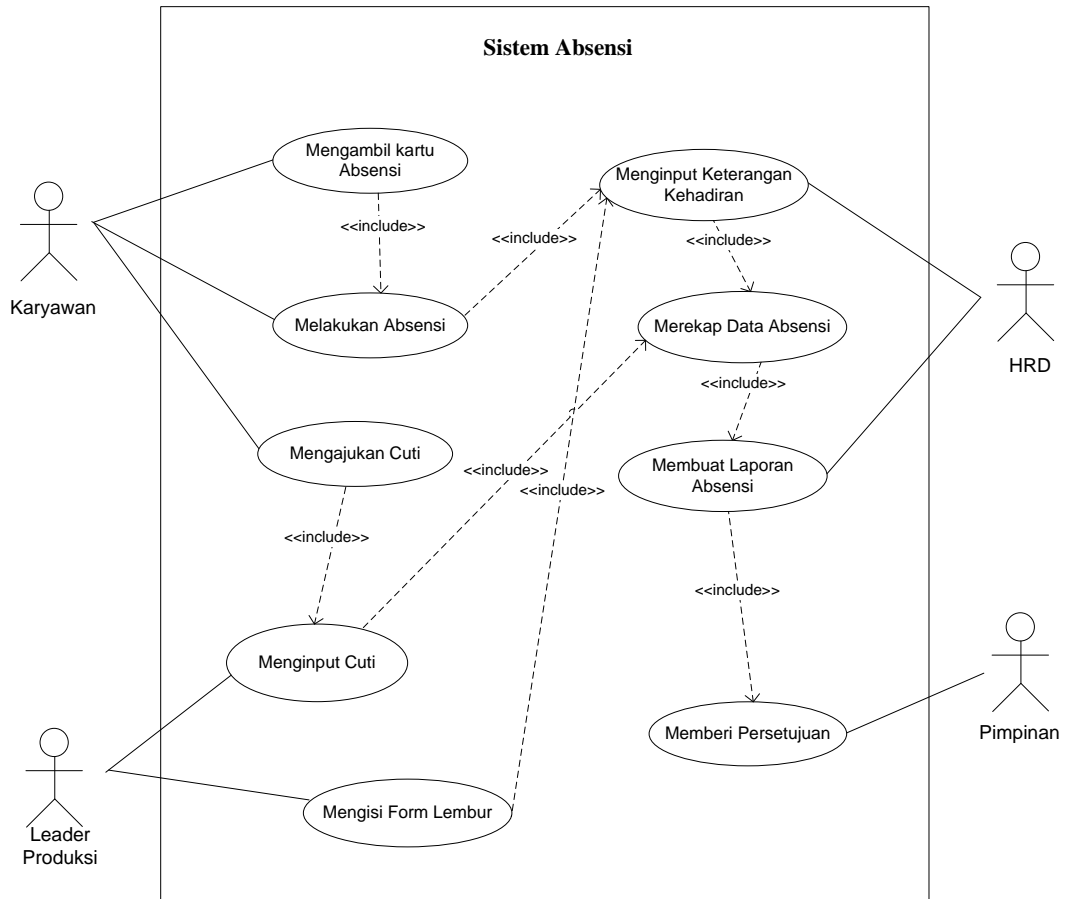 Sistem Absensi
Mengambil kartu
Absensi
Menginput Keterangan
Kehadiran
<<include>>
<<include>>
<<include>>
Karyawan
Melakukan Absensi
Merekap Data Absensi
HRD
<<include>>
Mengajukan Cuti
Membuat Laporan
Absensi
<<include>>
<<include>>
<<include>>
<<include>>
Menginput Cuti
Memberi Persetujuan
Pimpinan
Mengisi Form Lembur
Leader
Produksi